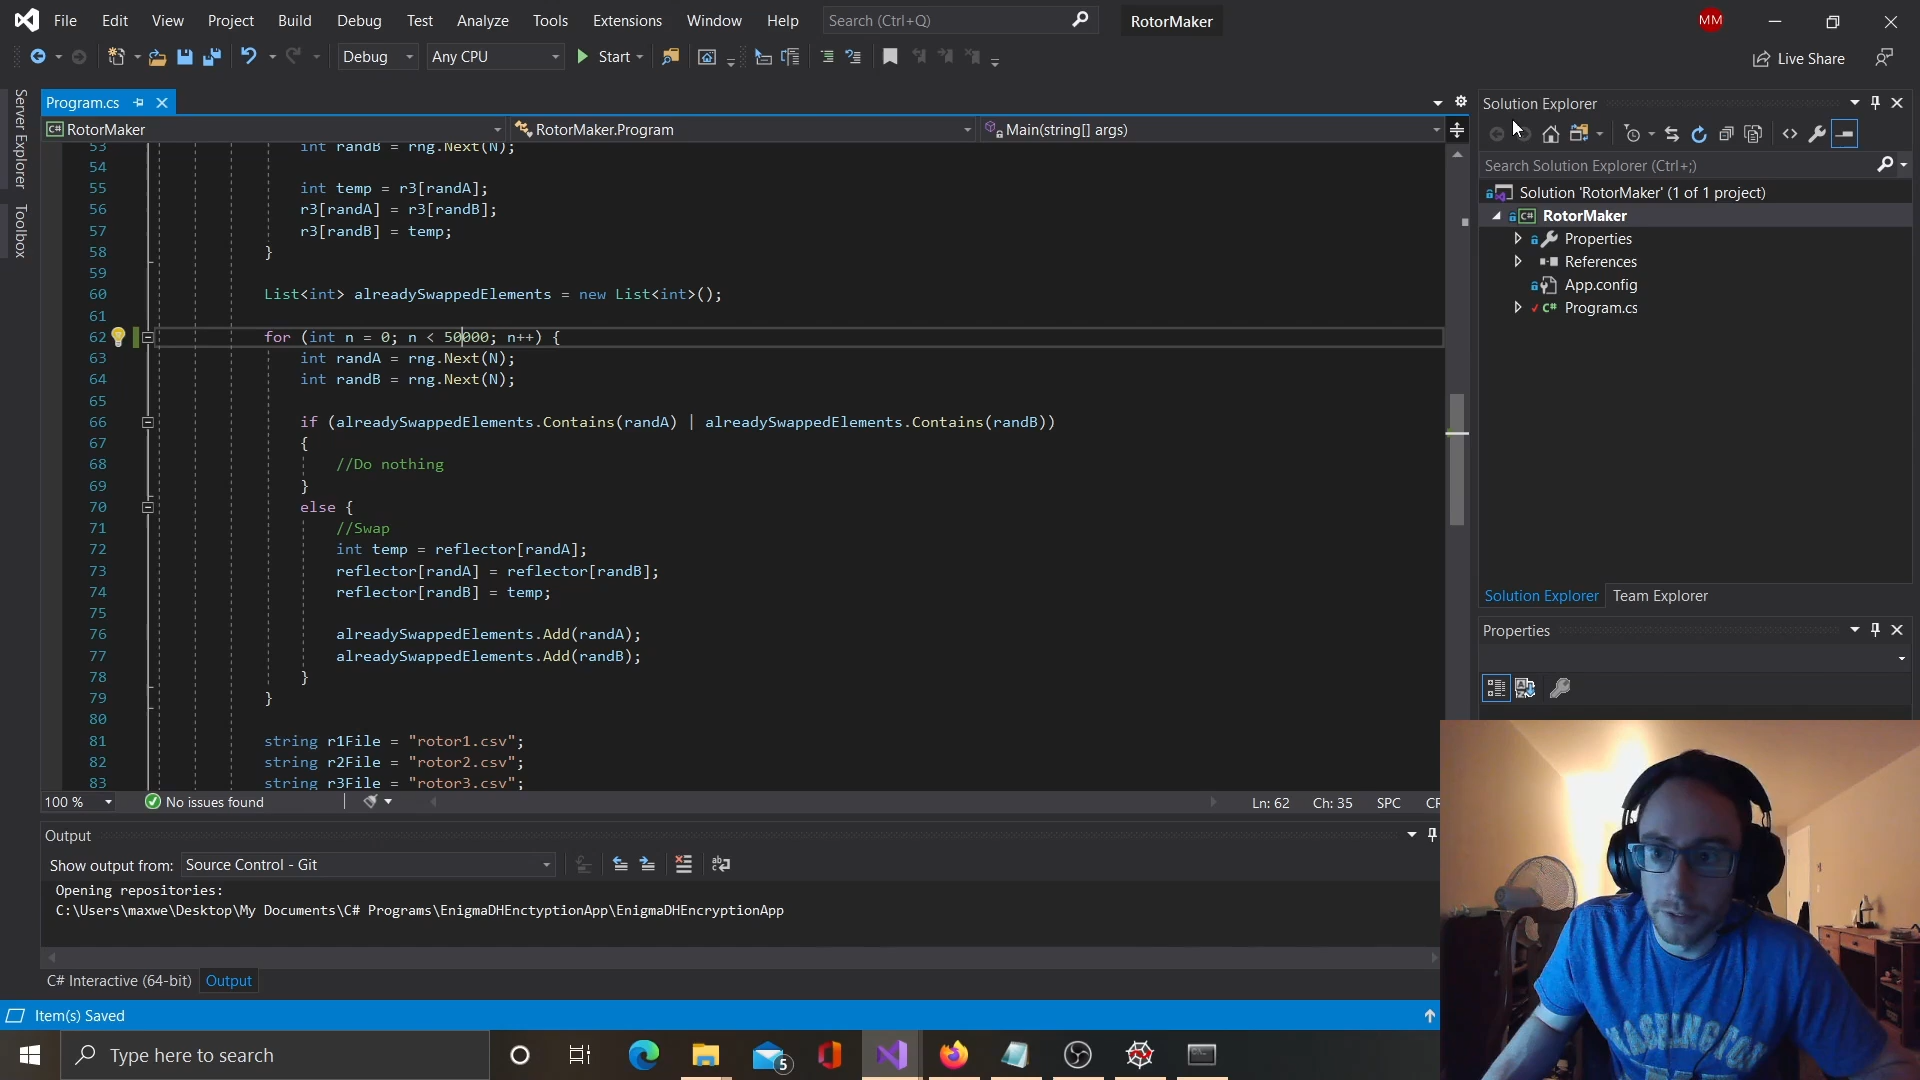 File Edit View Project Build Debug Test Analyze Tools Extensions Window Help Search (Ctrl+Q) RotorMaker MM
Debug Any CPU Start Live Share
Server Explorer
Toolbox
Program.cs
RotorMaker RotorMaker.Program Main(string[] args)
53 int randB = rng.Next(N);
54
55 int temp = r3[randA];
56 r3[randA] = r3[randB];
57 r3[randB] = temp;
58 }
59
60 List<int> alreadySwappedElements = new List<int>();
61
62 for (int n = 0; n < 50000; n++) {
63 int randA = rng.Next(N);
64 int randB = rng.Next(N);
65
66 if (alreadySwappedElements.Contains(randA) | alreadySwappedElements.Contains(randB))
67 {
68 //Do nothing
69 }
70 else {
71 //Swap
72 int temp = reflector[randA];
73 reflector[randA] = reflector[randB];
74 reflector[randB] = temp;
75
76 alreadySwappedElements.Add(randA);
77 alreadySwappedElements.Add(randB);
78 }
79 }
80
81 string r1File = "rotor1.csv";
82 string r2File = "rotor2.csv";
83 string r3File = "rotor3.csv";
100 % No issues found Ln: 62 Ch: 35 SPC CR
Output
Show output from: Source Control - Git
Opening repositories:
C:\Users\maxwe\Desktop\My Documents\C# Programs\EnigmaDHEnctyptionApp\EnigmaDHEncryptionApp
C# Interactive (64-bit) Output
Item(s) Saved
Solution Explorer
Search Solution Explorer (Ctrl+;)
Solution 'RotorMaker' (1 of 1 project)
C# RotorMaker
Properties
References
App.config
C# Program.cs
Solution Explorer Team Explorer
Properties
WASHINGTON
Type here to search 5